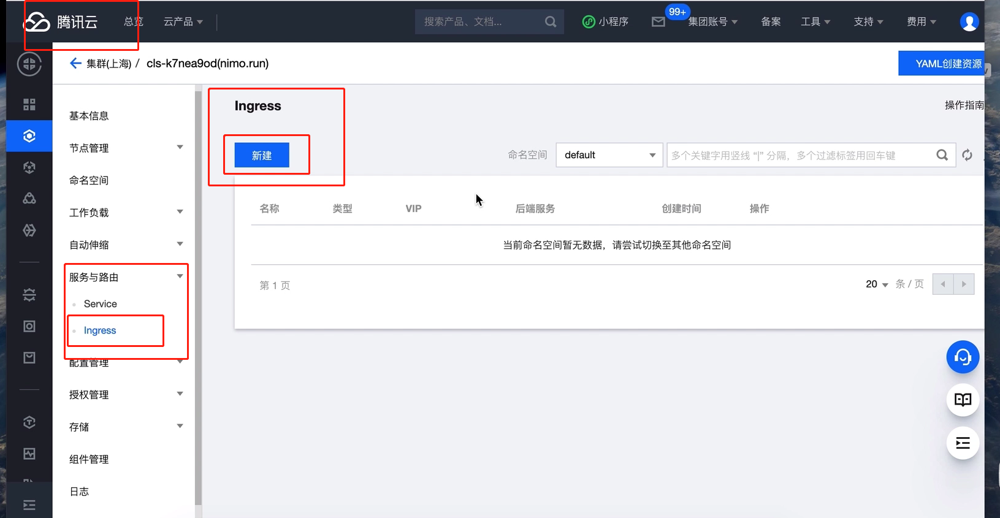 腾讯云
总览
云产品
搜索产品、文档...
小程序
99+
集团账号
备案
工具
支持
费用
集群(上海) / cls-k7nea9od(nimo.run)
YAML创建资源
基本信息
节点管理
命名空间
工作负载
自动伸缩
服务与路由
Service
Ingress
配置管理
授权管理
存储
组件管理
日志
Ingress
操作指南
新建
命名空间
default
多个关键字用竖线 “|” 分隔，多个过滤标签用回车键
名称 类型 VIP 后端服务 创建时间 操作
当前命名空间暂无数据，请尝试切换至其他命名空间
第 1 页
20 条 / 页